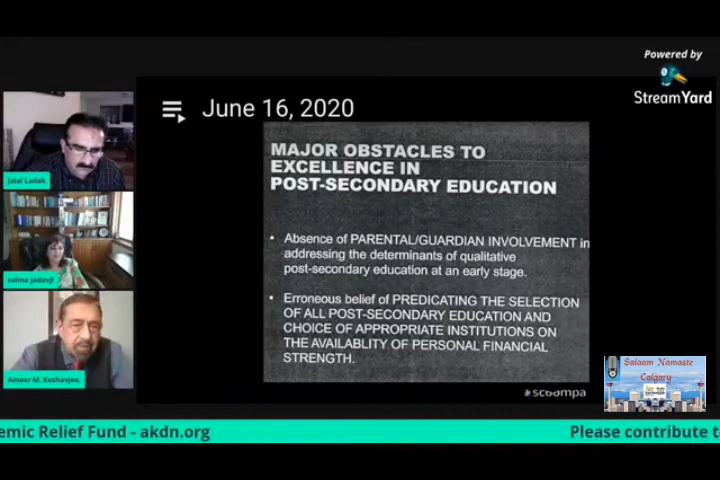 Powered by
StreamYard
June 16, 2020
MAJOR OBSTACLES TO
EXCELLENCE IN
POST-SECONDARY EDUCATION
• Absence of PARENTAL/GUARDIAN INVOLVEMENT in
addressing the determinants of qualitative
post-secondary education at an early stage.
• Erroneous belief of PREDICATING THE SELECTION
OF ALL POST-SECONDARY EDUCATION AND
CHOICE OF APPROPRIATE INSTITUTIONS ON
THE AVAILABLITY OF PERSONAL FINANCIAL
STRENGTH.
Jalal Ladak
salma jadavji
Ameer M. Keshavjee.
Salaam Namaste
Calgary
emic Relief Fund - akdn.org
Please contribute t